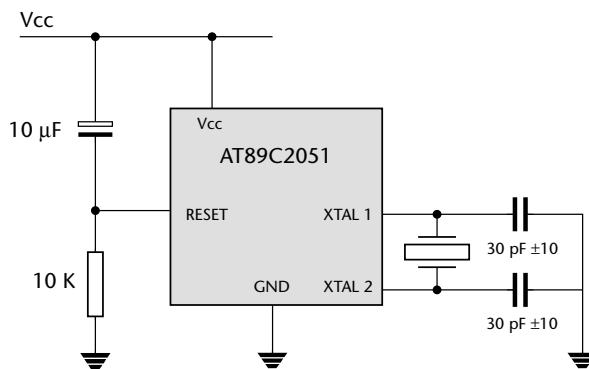 Vcc
10 µF
Vcc
AT89C2051
RESET
XTAL 1
30 pF ±10
10 K
GND
XTAL 2
30 pF ±10